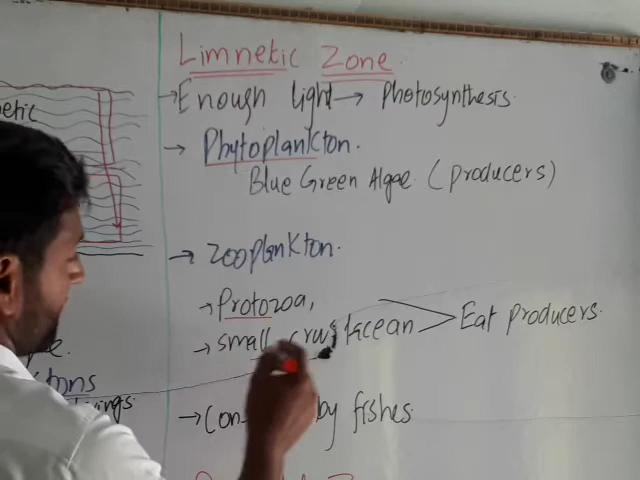 Limnetic Zone.
→ Enough light → Photosynthesis.
→ Phytoplankton.
Blue Green Algae. (Producers)
→ Zooplankton.
→ Protozoa,
→ small crustacean > Eat producers.
→ by fishes.
etic
tons